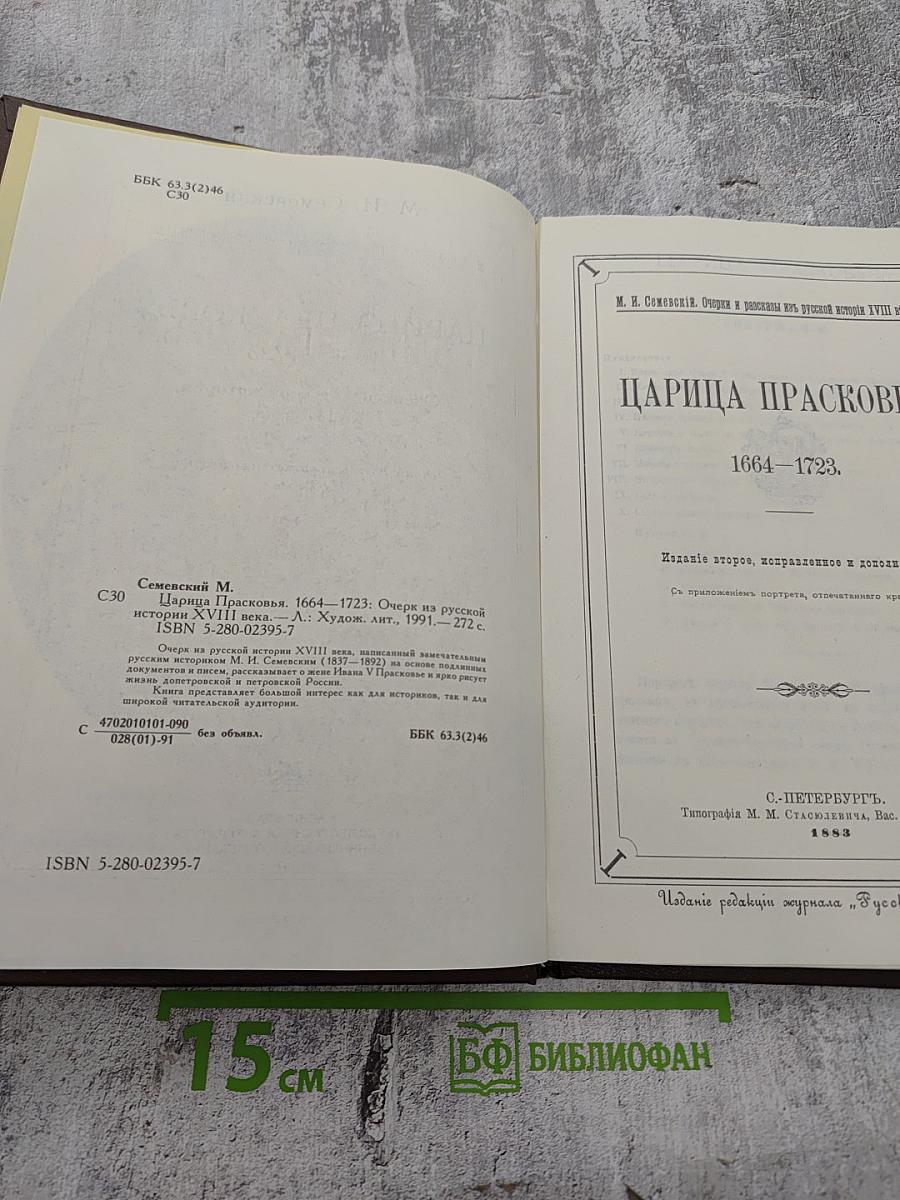 ББК 63.3(2)46
С30
Семевский М.
С30 Царица Прасковья. 1664—1723: Очерк из русской
истории XVIII века.— Л.: Худож. лит., 1991.— 272 с.
ISBN 5-280-02395-7
Очерк из русской истории XVIII века, написанный замечательным
русским историком М. И. Семевским (1837—1892) на основе подлинных
документов и писем, рассказывает о жене Ивана V Прасковье и ярко рисует
жизнь допетровской и петровской России.
Книга представляет большой интерес как для историков, так и для
широкой читательской аудитории.
С 4702010101-090
028(01)-91 без объявл.
ББК 63.3(2)46
ISBN 5-280-02395-7
М. И. Семевскій. Очерки и разсказы изъ русской исторіи XVIII
ЦАРИЦА ПРАСКОВ
1664—1723.
Изданіе второе, исправленное и дополн
Съ приложеніемъ портрета, отпечатаннаго кра
С.-ПЕТЕРБУРГЪ.
Типографія М. М. Стасюлевича, Вас.
1883
Изданіе редакціи журнала „Русс
15 см
БФ БИБЛИОФАН